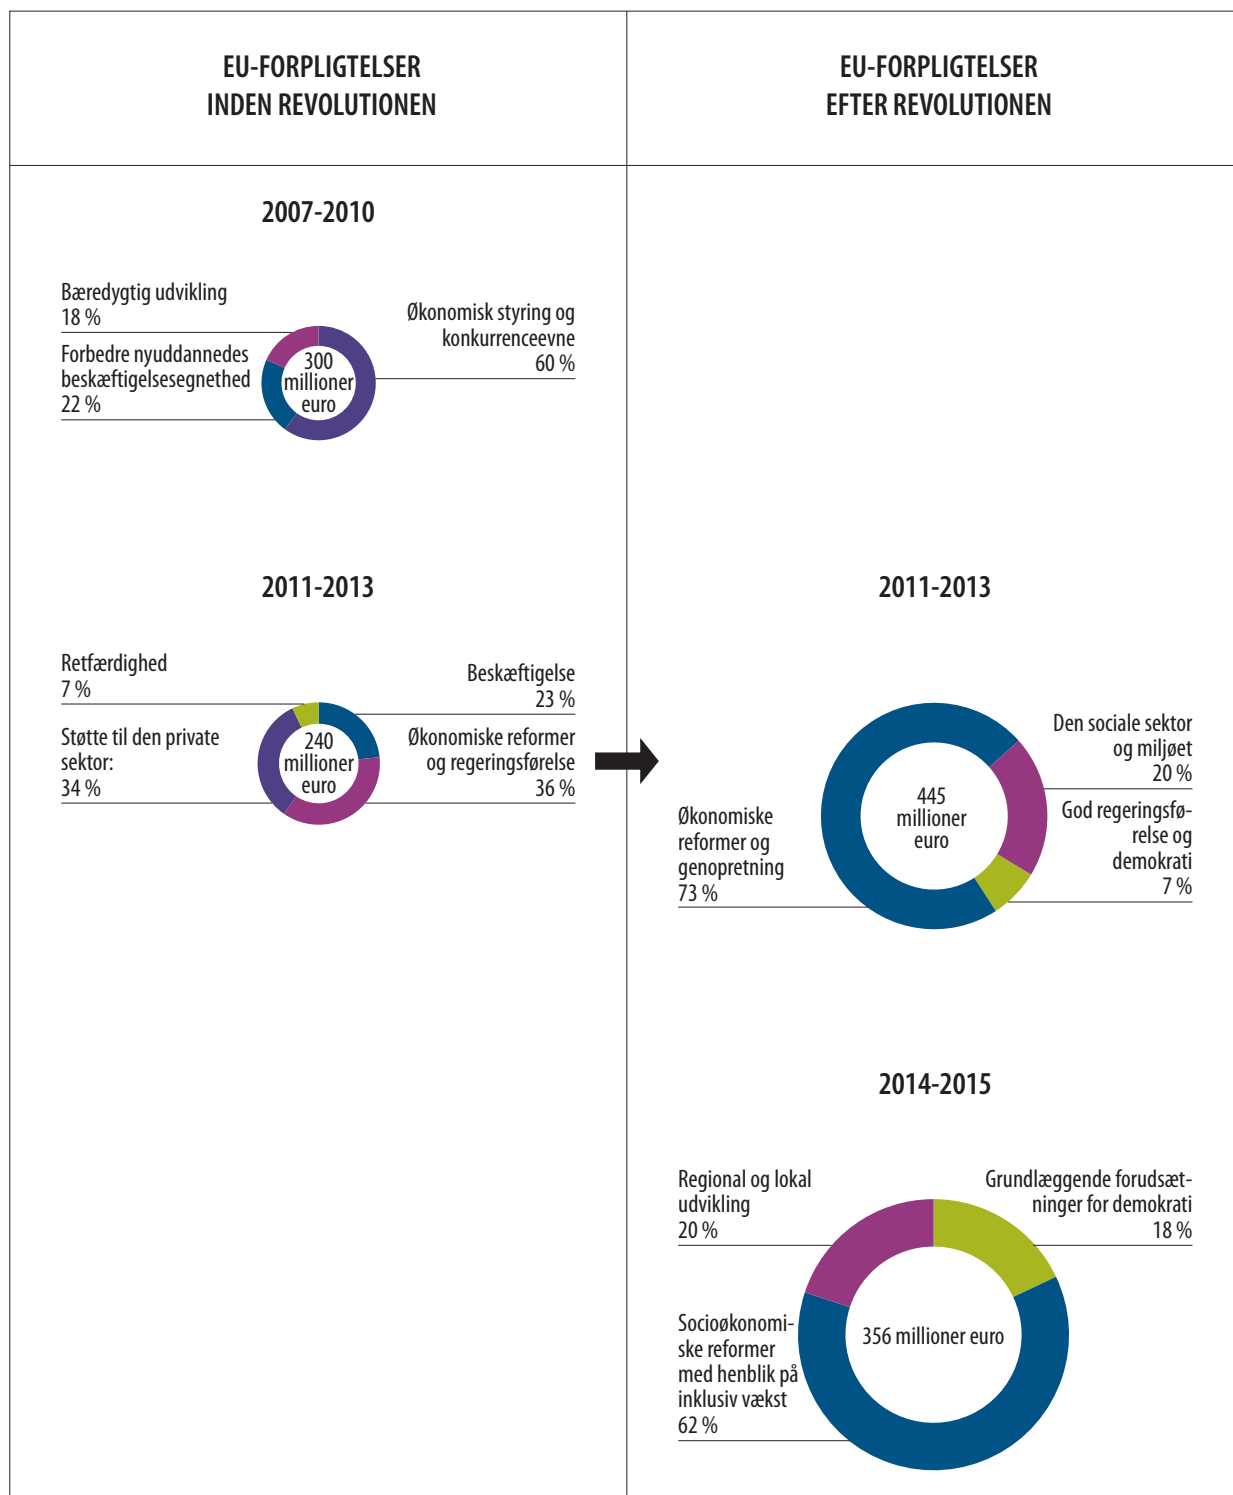 EU-FORPLIGTELSER
INDEN REVOLUTIONEN
EU-FORPLIGTELSER
EFTER REVOLUTIONEN
2007-2010
Bæredygtig udvikling
18 %
Forbedre nyuddannedes
beskæftigelsesegnethed
22 %
300
millioner
euro
Økonomisk styring og
konkurrenceevne
60 %
2011-2013
Retfærdighed
7 %
Støtte til den private
sektor:
34 %
240
millioner
euro
Beskæftigelse
23 %
Økonomiske reformer
og regeringsførelse
36 %
2011-2013
Økonomiske
reformer og
genopretning
73 %
445
millioner
euro
Den sociale sektor
og miljøet
20 %
God regeringsfø-
relse og
demokrati
7 %
2014-2015
Regional og lokal
udvikling
20 %
Grundlæggende forudsæt-
ninger for demokrati
18 %
Socioøkonomi-
ske reformer
med henblik på
inklusiv vækst
62 %
356 millioner euro